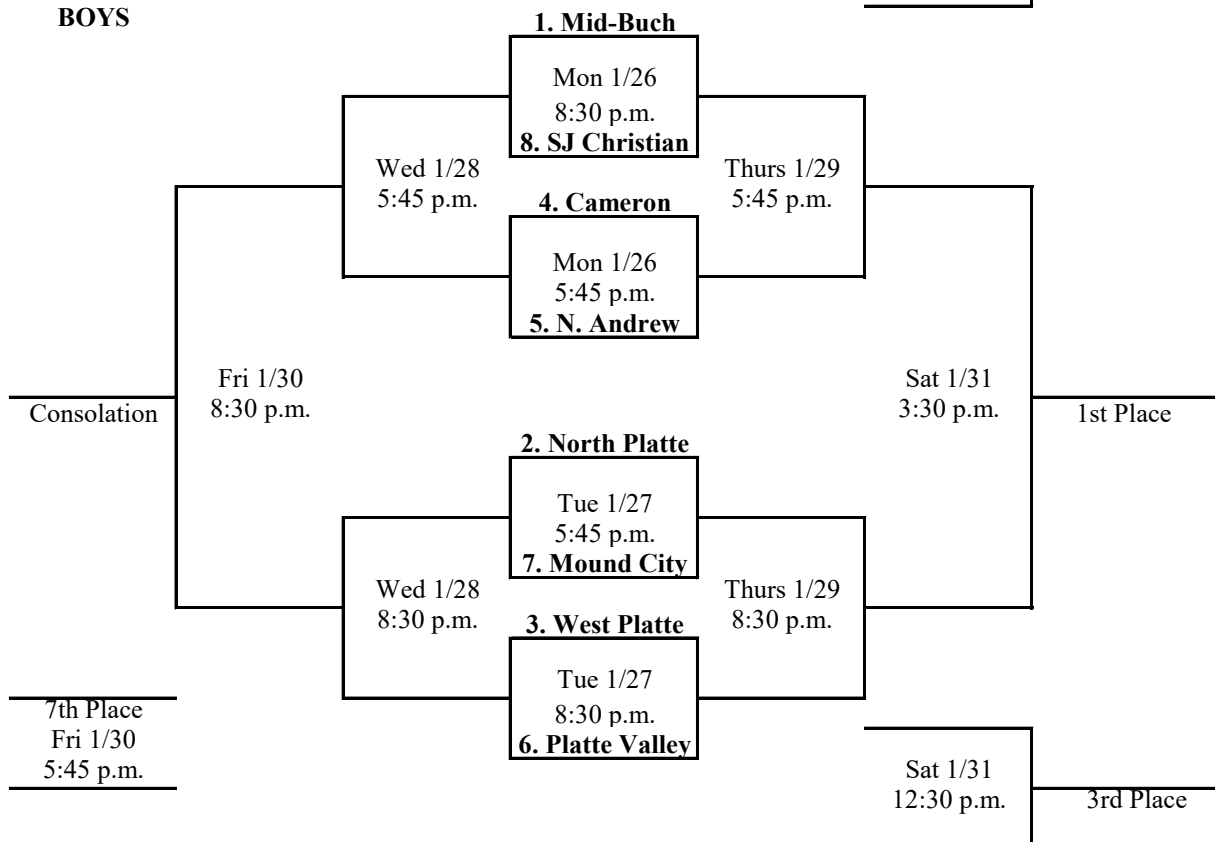 BOYS
1. Mid-Buch
Mon 1/26
8:30 p.m.
8. SJ Christian
Wed 1/28
5:45 p.m.
Thurs 1/29
5:45 p.m.
4. Cameron
Mon 1/26
5:45 p.m.
5. N. Andrew
Fri 1/30
8:30 p.m.
Consolation
Sat 1/31
3:30 p.m.
1st Place
2. North Platte
Tue 1/27
5:45 p.m.
7. Mound City
Wed 1/28
8:30 p.m.
Thurs 1/29
8:30 p.m.
3. West Platte
Tue 1/27
8:30 p.m.
6. Platte Valley
7th Place
Fri 1/30
5:45 p.m.
Sat 1/31
12:30 p.m.
3rd Place